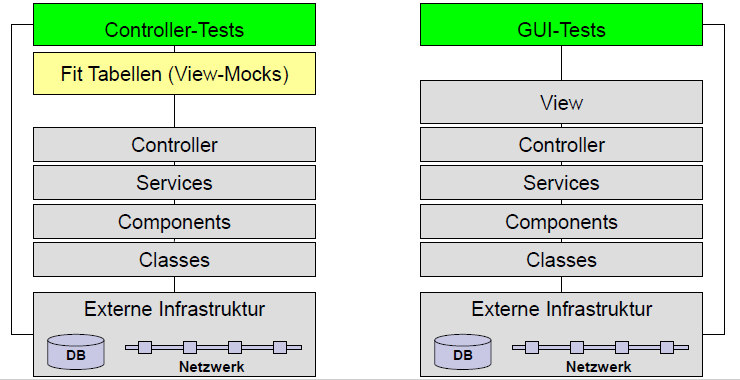 Controller-Tests
Fit Tabellen (View-Mocks)
Controller
Services
Components
Classes
Externe Infrastruktur
DB
Netzwerk
GUI-Tests
View
Controller
Services
Components
Classes
Externe Infrastruktur
DB
Netzwerk